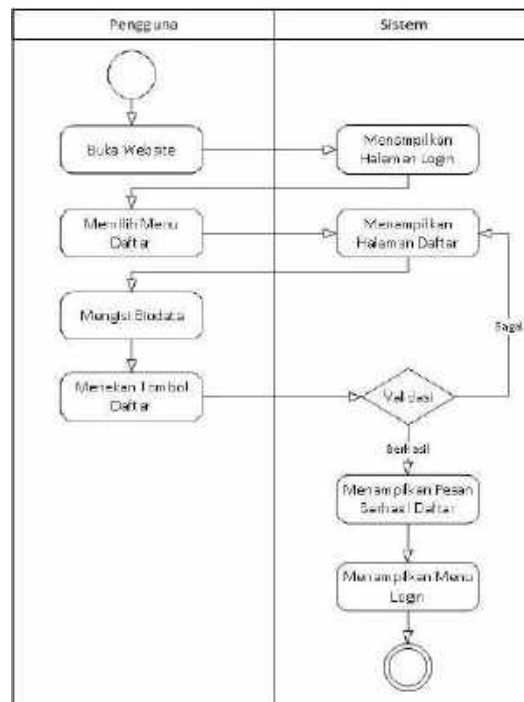 Pengguna
Sistem
Buka Website
Menampilkan
Halaman Login
Memilih Menu
Daftar
Menampilkan
Halaman Daftar
Mengisi Biodata
Gagal
Menekan Tombol
Daftar
Validasi
Berhasil
Menampilkan Pesan
Berhasil Daftar
Menampilkan Menu
Login